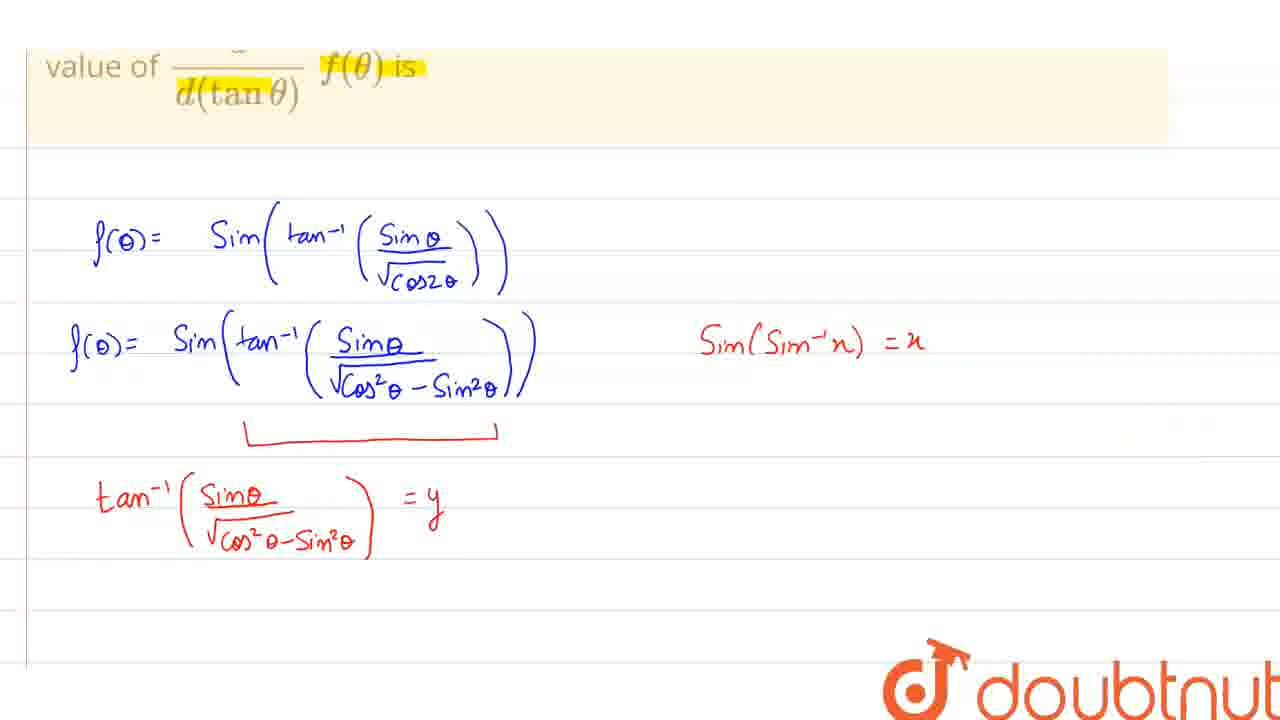 value of d/d(tan θ) f(θ) is
f(θ) = Sin(tan⁻¹(Sin θ/√Cos2θ))
f(θ) = Sin(tan⁻¹(Sinθ/√Cos²θ − Sin²θ)) Sin(Sin⁻¹x) = x
tan⁻¹(Sinθ/√Cos²θ − Sin²θ) = y
doubtnut